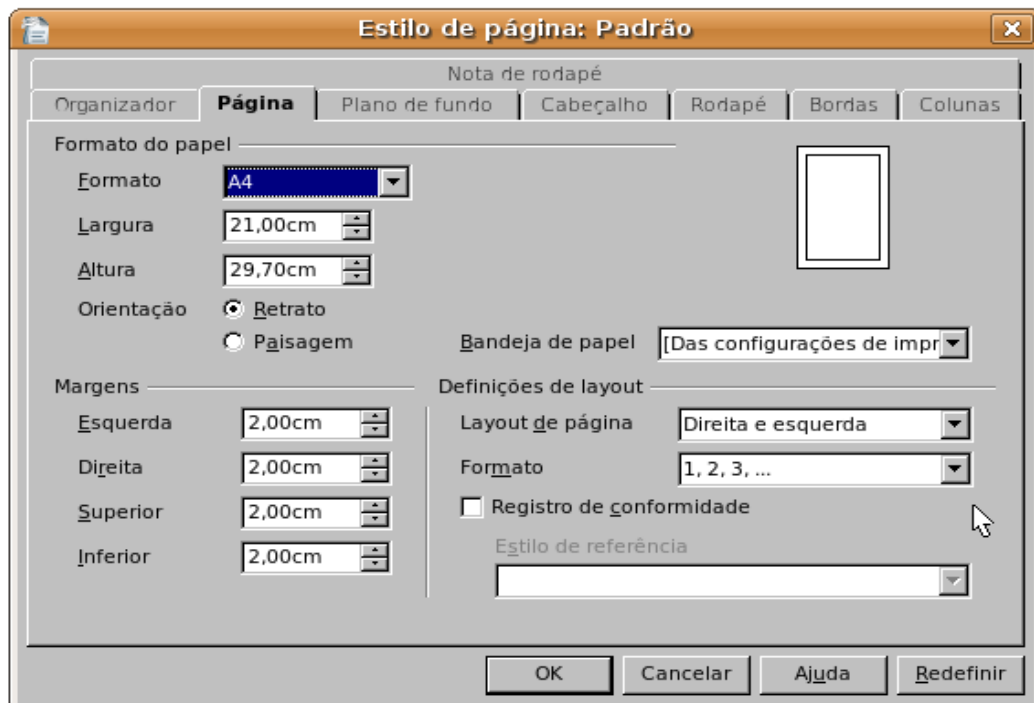 Estilo de página: Padrão
Nota de rodapé
Organizador Página Plano de fundo Cabeçalho Rodapé Bordas Colunas
Formato do papel
Formato A4
Largura 21,00cm
Altura 29,70cm
Orientação Retrato
Paisagem Bandeja de papel [Das configurações de impr
Margens Definições de layout
Esquerda 2,00cm Layout de página Direita e esquerda
Direita 2,00cm Formato 1, 2, 3, ...
Superior 2,00cm Registro de conformidade
Inferior 2,00cm Estilo de referência
OK Cancelar Ajuda Redefinir